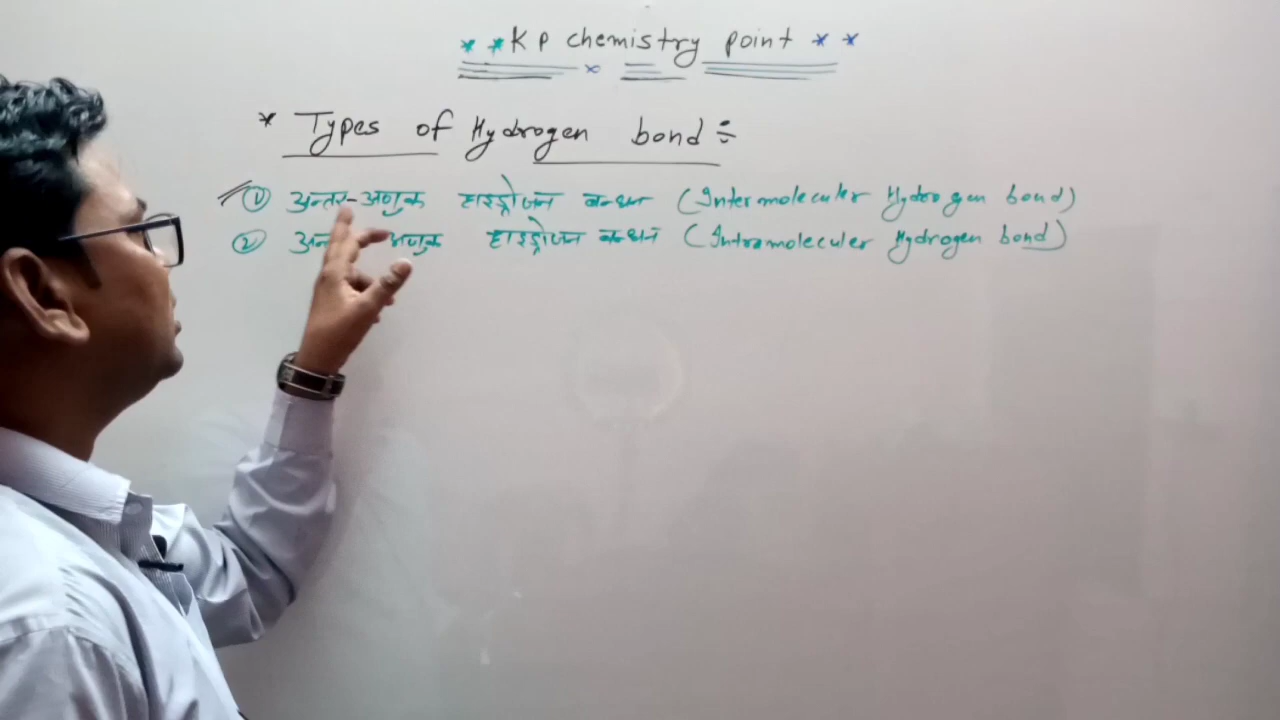 ** KP chemistry point **
* Types of Hydrogen bond ÷
① अन्तर-अणुक हाइड्रोजन बन्धन (Intermoleculer Hydrogen bond)
② अणुक हाइड्रोजन बन्धन (Intramoleculer Hydrogen bond)